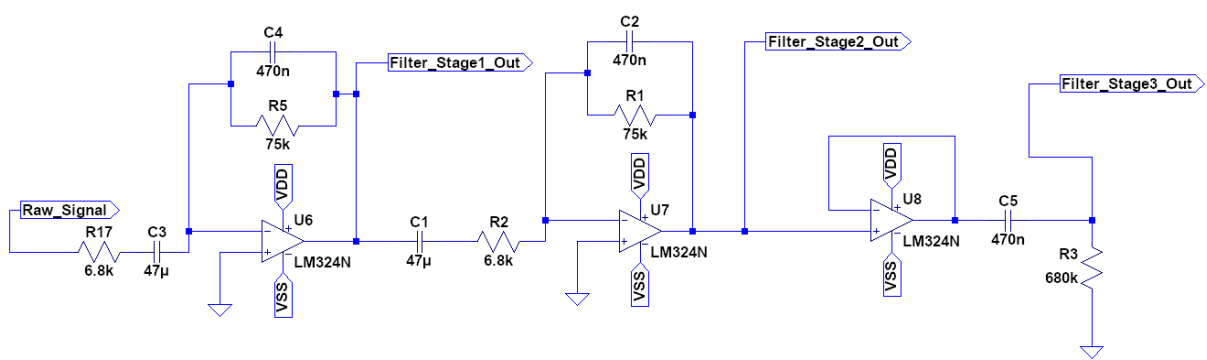 C4
470n
R5
75k
Filter_Stage1_Out
C2
470n
R1
75k
Filter_Stage2_Out
Filter_Stage3_Out
Raw_Signal
R17
6.8k
C3
47µ
VDD
U6
LM324N
VSS
C1
47µ
R2
6.8k
VDD
U7
LM324N
VSS
VDD
U8
LM324N
VSS
C5
470n
R3
680k